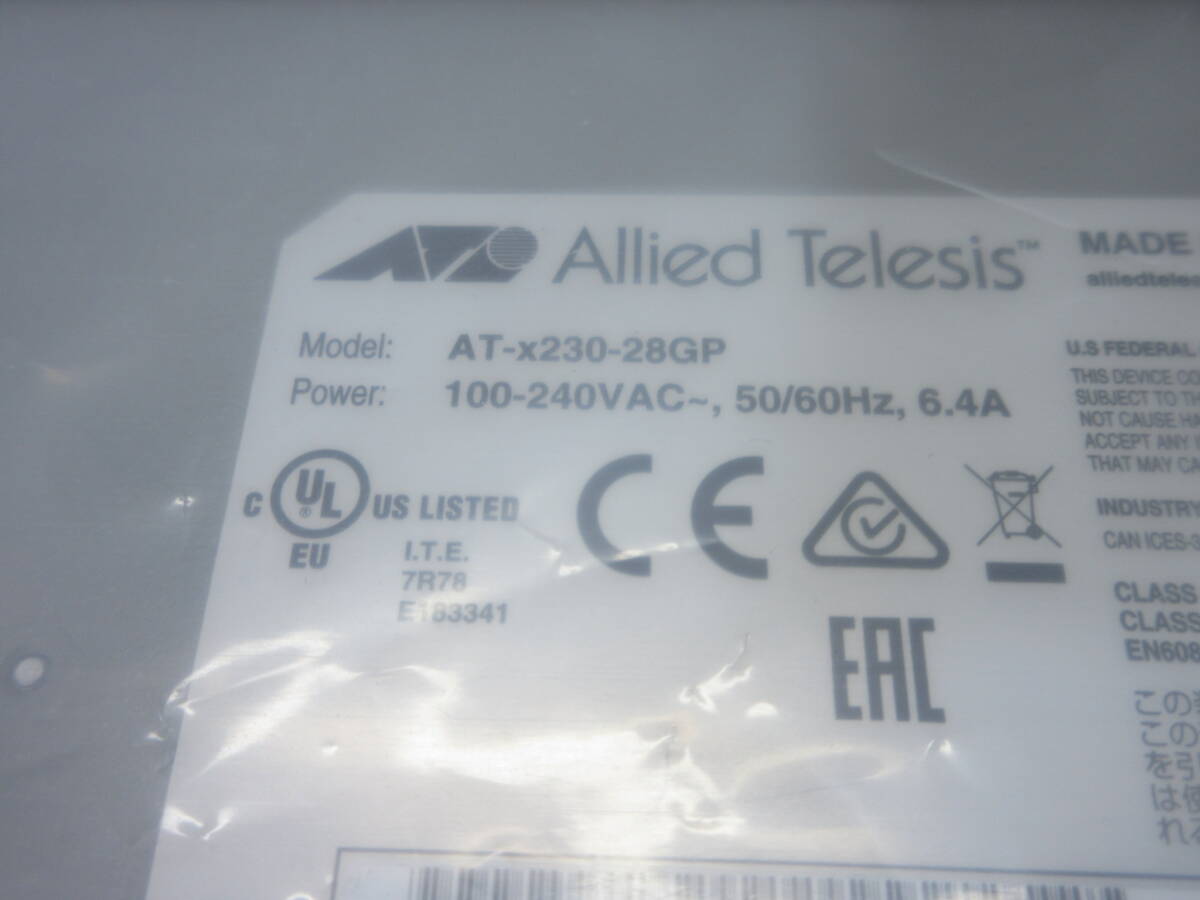 ATi Allied Telesis™
Model: AT-x230-28GP
Power: 100-240VAC~, 50/60Hz, 6.4A
C UL ® US LISTED
EU
I.T.E.
7R78
E183341
CE
EAC
MADE
alliedteles
U.S FEDERAL
THIS DEVICE CO
SUBJECT TO TH
NOT CAUSE HA
ACCEPT ANY
THAT MAY CA
INDUSTRY
CAN ICES-3
CLASS
CLASS
EN608
この
この
を引
は使
れ